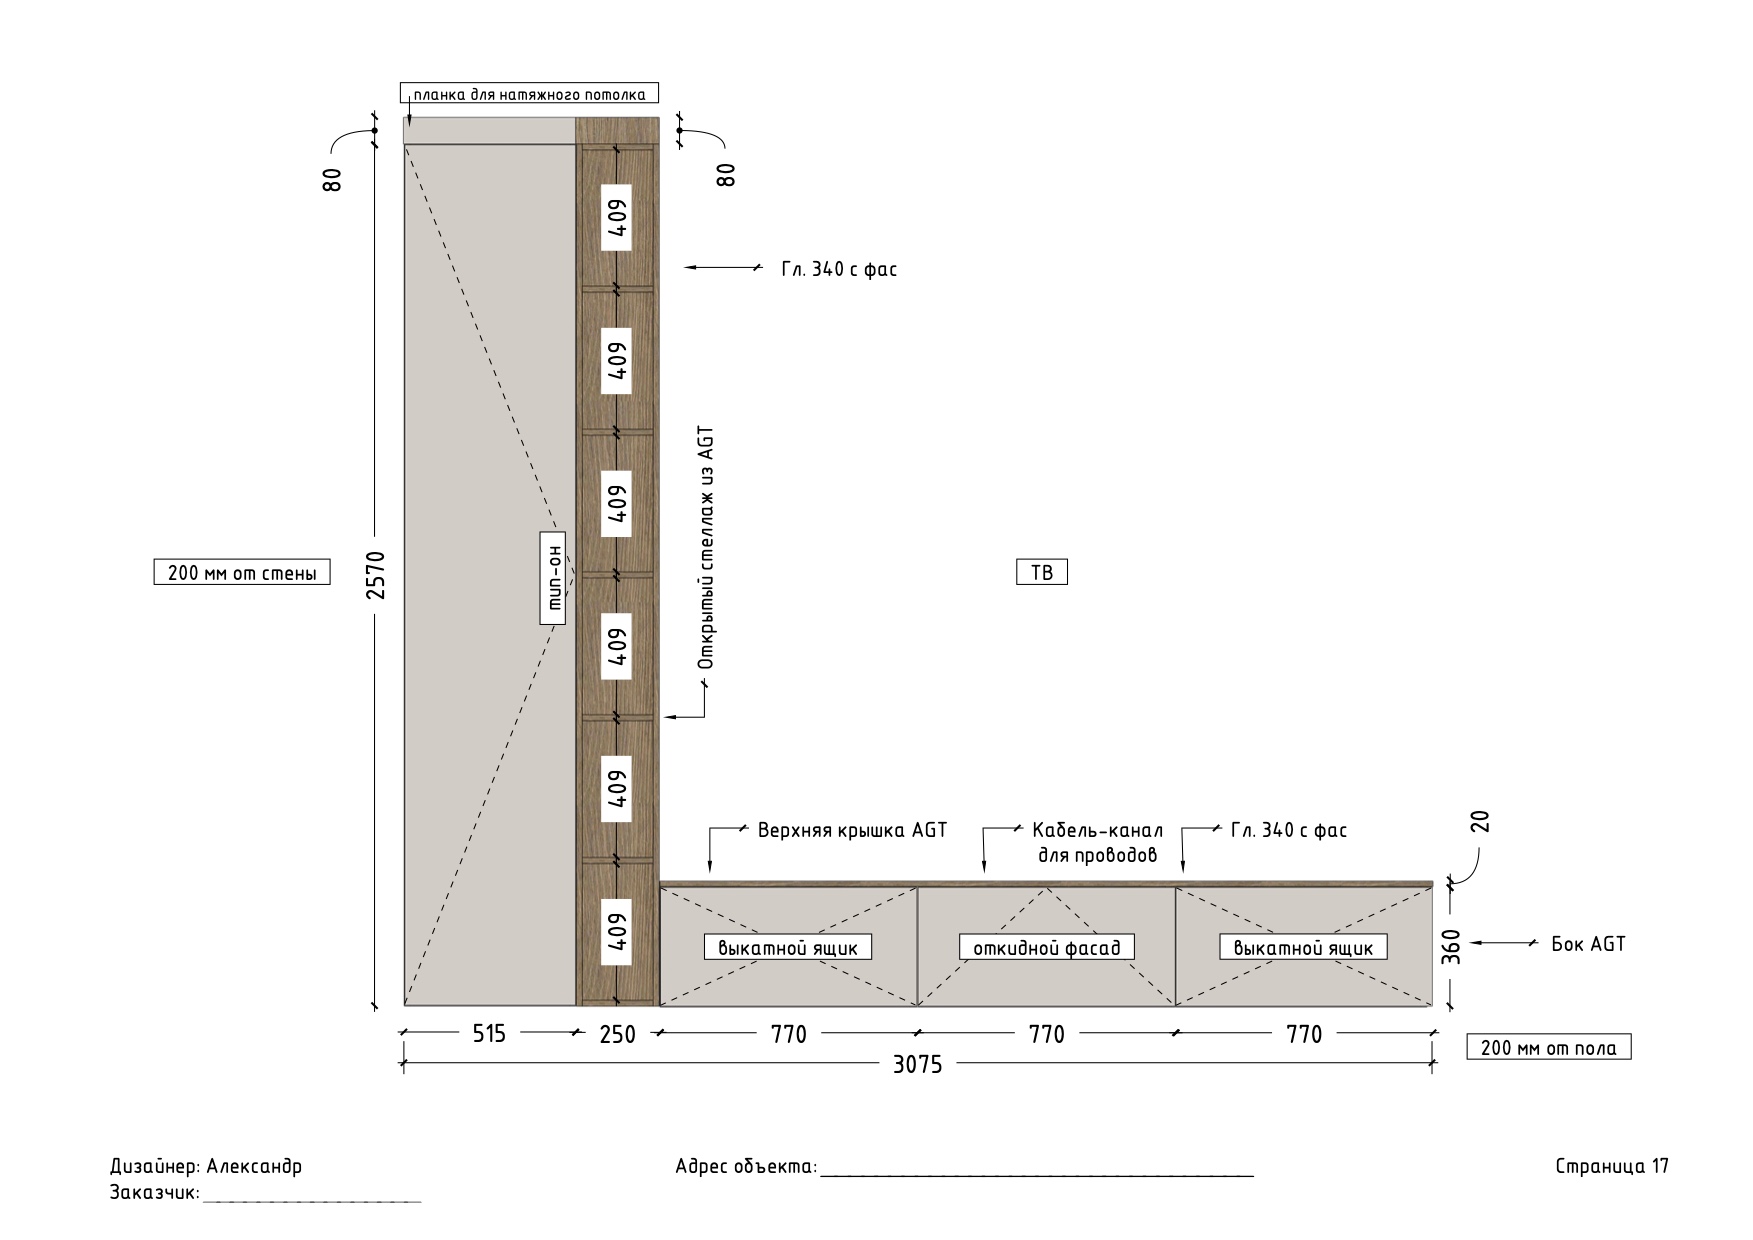 планка для натяжного потолка
80
80
409
Гл. 340 с фас
409
Открытый стеллаж из AGT
409
200 мм от стены
2570
тип-он
ТВ
409
409
Верхняя крышка AGT
Кабель-канал
для проводов
Гл. 340 с фас
20
409
выкатной ящик
откидной фасад
выкатной ящик
360
Бок AGT
515
250
770
770
770
3075
200 мм от пола
Дизайнер: Александр
Заказчик:
Адрес объекта:
Страница 17